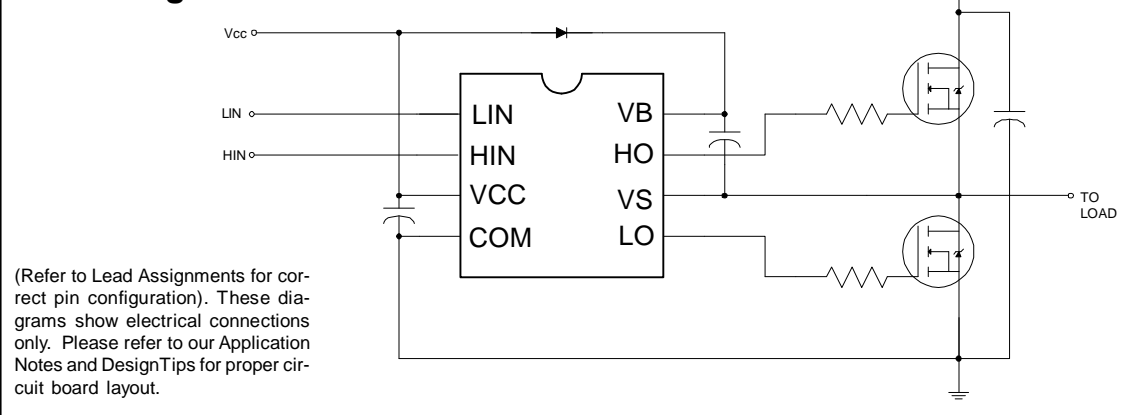 Vcc
LIN
HIN
LIN
HIN
VCC
COM
VB
HO
VS
LO
TO
LOAD
(Refer to Lead Assignments for cor-
rect pin configuration). These dia-
grams show electrical connections
only. Please refer to our Application
Notes and DesignTips for proper cir-
cuit board layout.